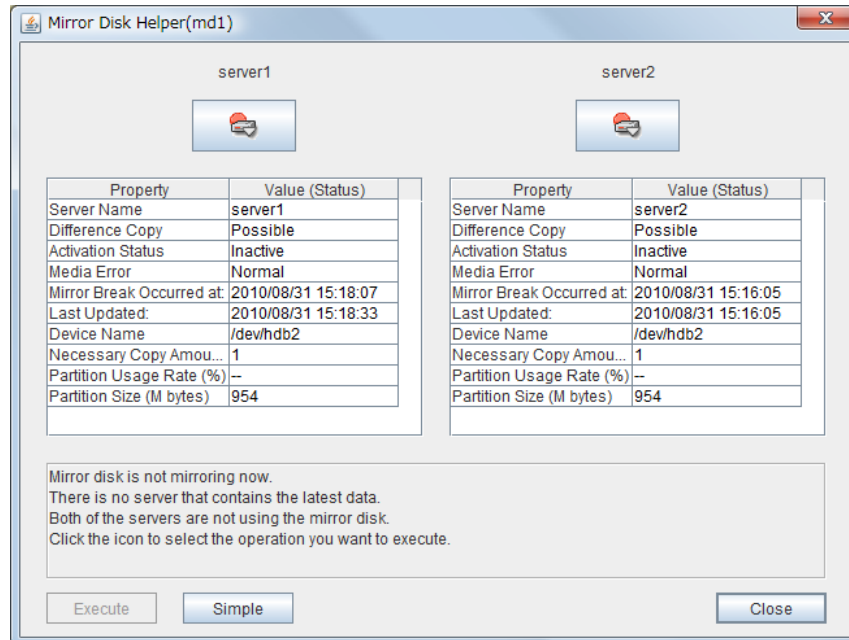 Mirror Disk Helper(md1)
server1 server2
Property Value (Status) Property Value (Status)
Server Name server1 Server Name server2
Difference Copy Possible Difference Copy Possible
Activation Status Inactive Activation Status Inactive
Media Error Normal Media Error Normal
Mirror Break Occurred at: 2010/08/31 15:18:07 Mirror Break Occurred at: 2010/08/31 15:16:05
Last Updated: 2010/08/31 15:18:33 Last Updated: 2010/08/31 15:16:05
Device Name /dev/hdb2 Device Name /dev/hdb2
Necessary Copy Amou... 1 Necessary Copy Amou... 1
Partition Usage Rate (%) -- Partition Usage Rate (%) --
Partition Size (M bytes) 954 Partition Size (M bytes) 954
Mirror disk is not mirroring now.
There is no server that contains the latest data.
Both of the servers are not using the mirror disk.
Click the icon to select the operation you want to execute.
Execute Simple Close